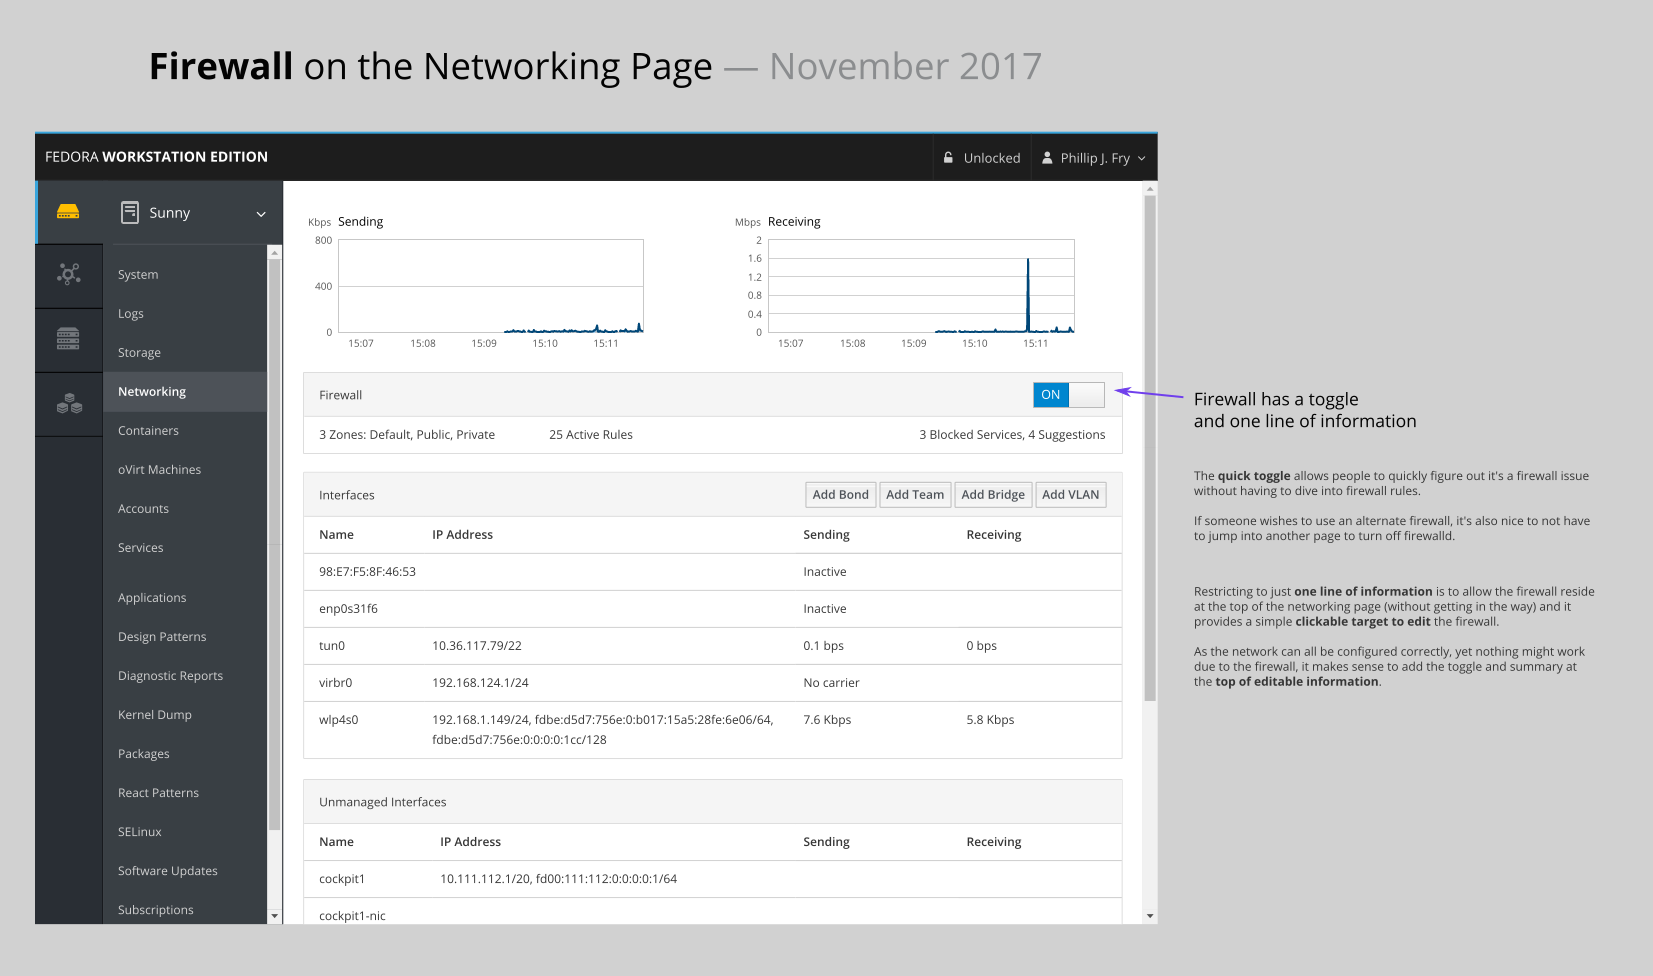 Firewall on the Networking Page — November 2017
FEDORA WORKSTATION EDITION
Unlocked
Phillip J. Fry
Sunny
System
Logs
Storage
Networking
Containers
oVirt Machines
Accounts
Services
Applications
Design Patterns
Diagnostic Reports
Kernel Dump
Packages
React Patterns
SELinux
Software Updates
Subscriptions
Kbps Sending
800
400
0
15:07 15:08 15:09 15:10 15:11
Mbps Receiving
2
1.6
1.2
0.8
0.4
0
15:07 15:08 15:09 15:10 15:11
Firewall ON
3 Zones: Default, Public, Private 25 Active Rules 3 Blocked Services, 4 Suggestions
Interfaces Add Bond Add Team Add Bridge Add VLAN
Name IP Address Sending Receiving
98:E7:F5:8F:46:53 Inactive
enp0s31f6 Inactive
tun0 10.36.117.79/22 0.1 bps 0 bps
virbr0 192.168.124.1/24 No carrier
wlp4s0 192.168.1.149/24, fdbe:d5d7:756e:0:b017:15a5:28fe:6e06/64, 7.6 Kbps 5.8 Kbps
fdbe:d5d7:756e:0:0:0:0:1cc/128
Unmanaged Interfaces
Name IP Address Sending Receiving
cockpit1 10.111.112.1/20, fd00:111:112:0:0:0:0:1/64
cockpit1-nic
Firewall has a toggle
and one line of information
The quick toggle allows people to quickly figure out it's a firewall issue
without having to dive into firewall rules.
If someone wishes to use an alternate firewall, it's also nice to not have
to jump into another page to turn off firewalld.
Restricting to just one line of information is to allow the firewall reside
at the top of the networking page (without getting in the way) and it
provides a simple clickable target to edit the firewall.
As the network can all be configured correctly, yet nothing might work
due to the firewall, it makes sense to add the toggle and summary at
the top of editable information.